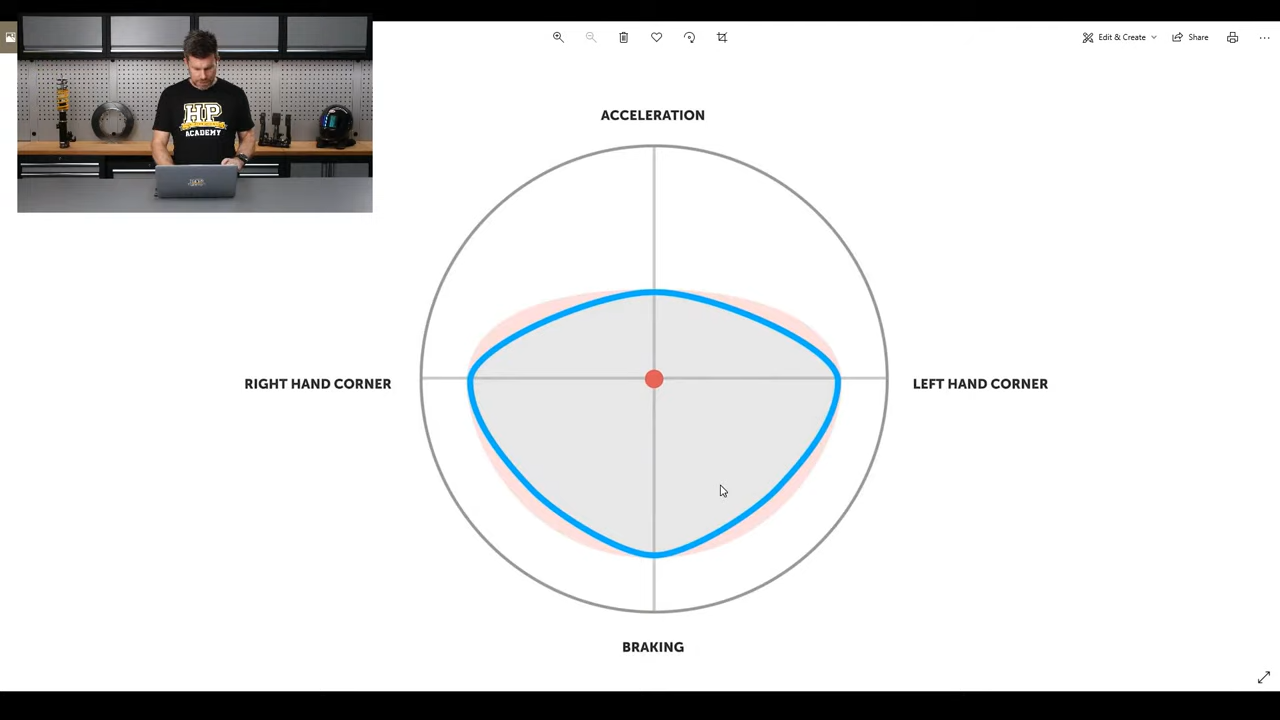 Edit & Create
Share
HP
ACADEMY
ACCELERATION
RIGHT HAND CORNER
LEFT HAND CORNER
BRAKING